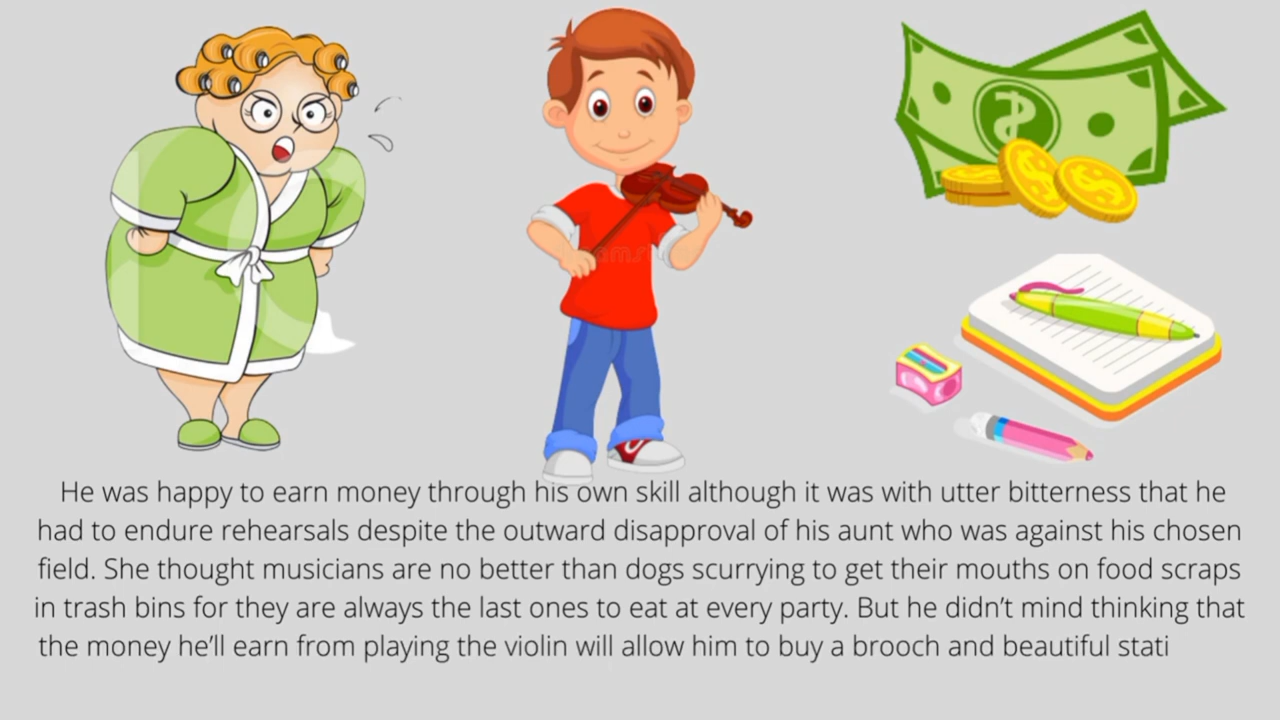 He was happy to earn money through his own skill although it was with utter bitterness that he
had to endure rehearsals despite the outward disapproval of his aunt who was against his chosen
field. She thought musicians are no better than dogs scurrying to get their mouths on food scraps
in trash bins for they are always the last ones to eat at every party. But he didn’t mind thinking that
the money he’ll earn from playing the violin will allow him to buy a brooch and beautiful stati